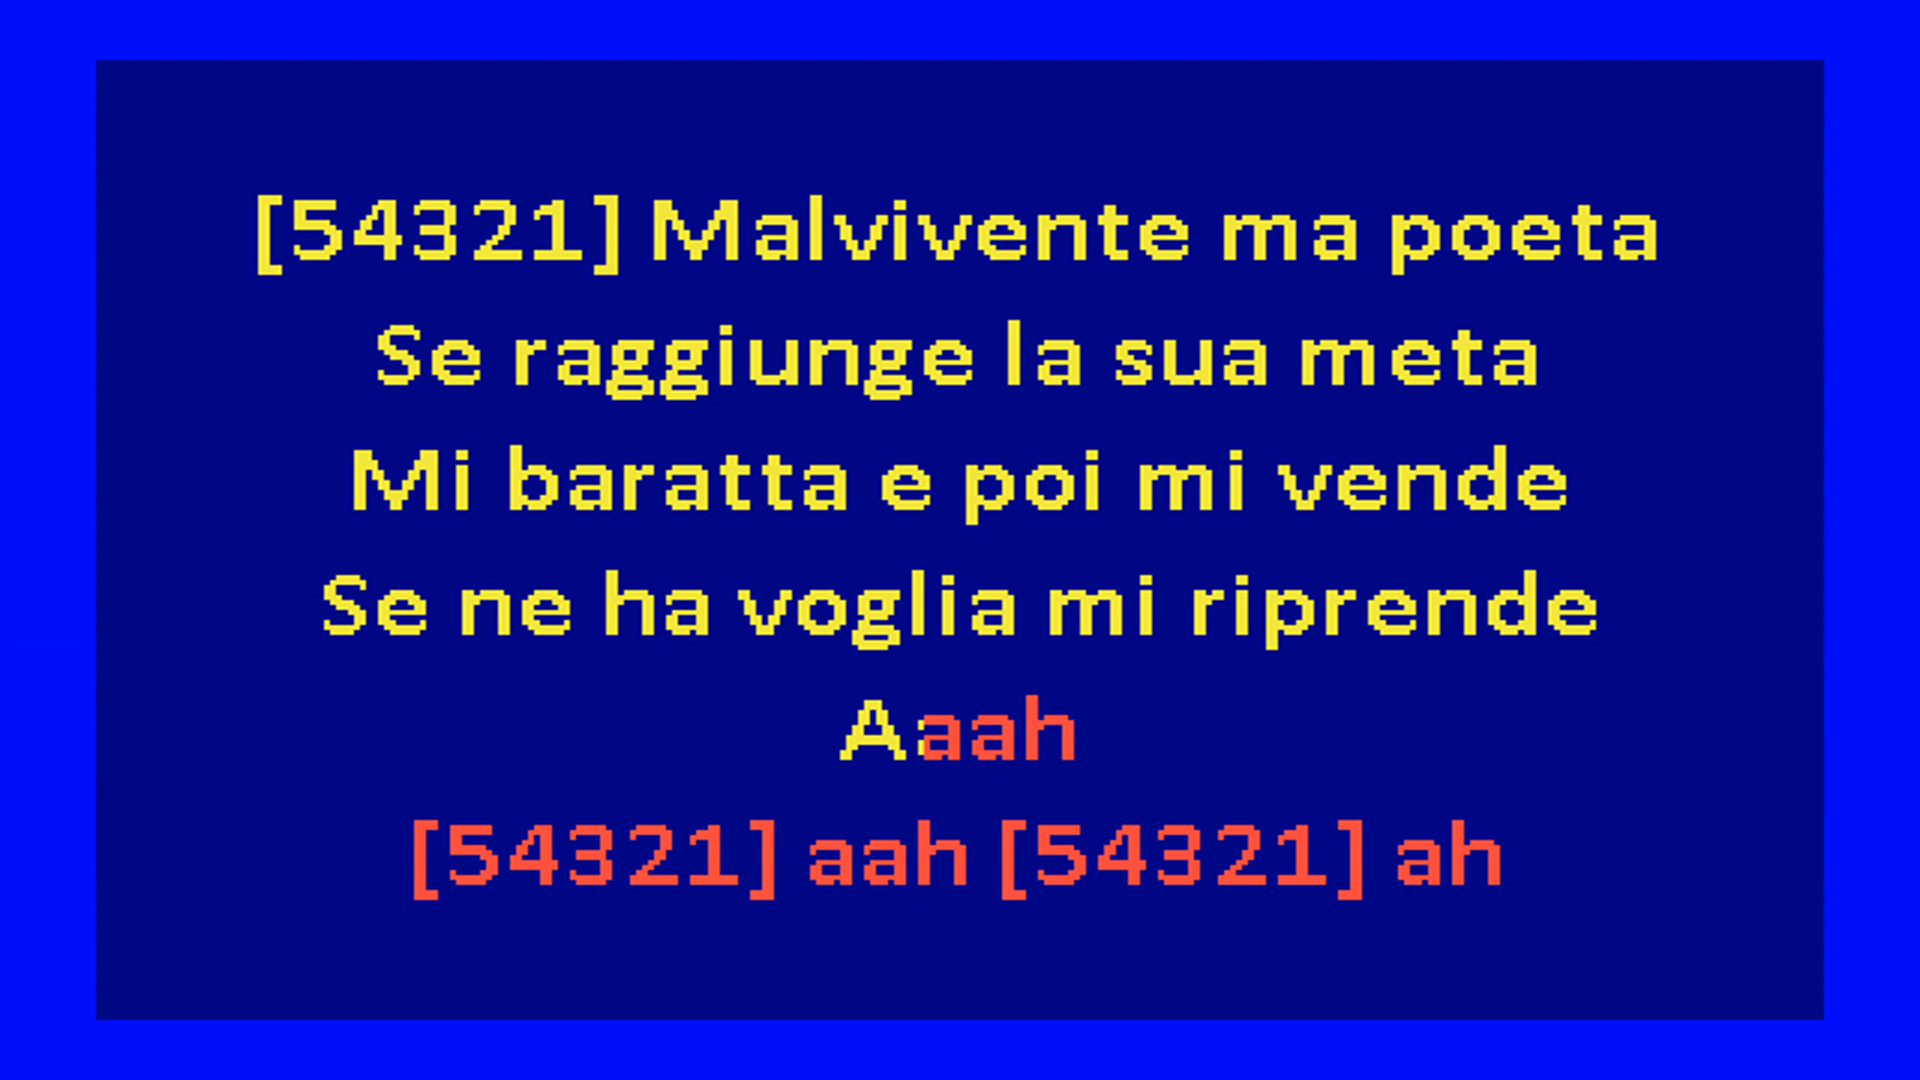 [54321] Malvivente ma poeta
Se raggiunge la sua meta
Mi baratta e poi mi vende
Se ne ha voglia mi riprende
Aaah
[54321] aah [54321] ah